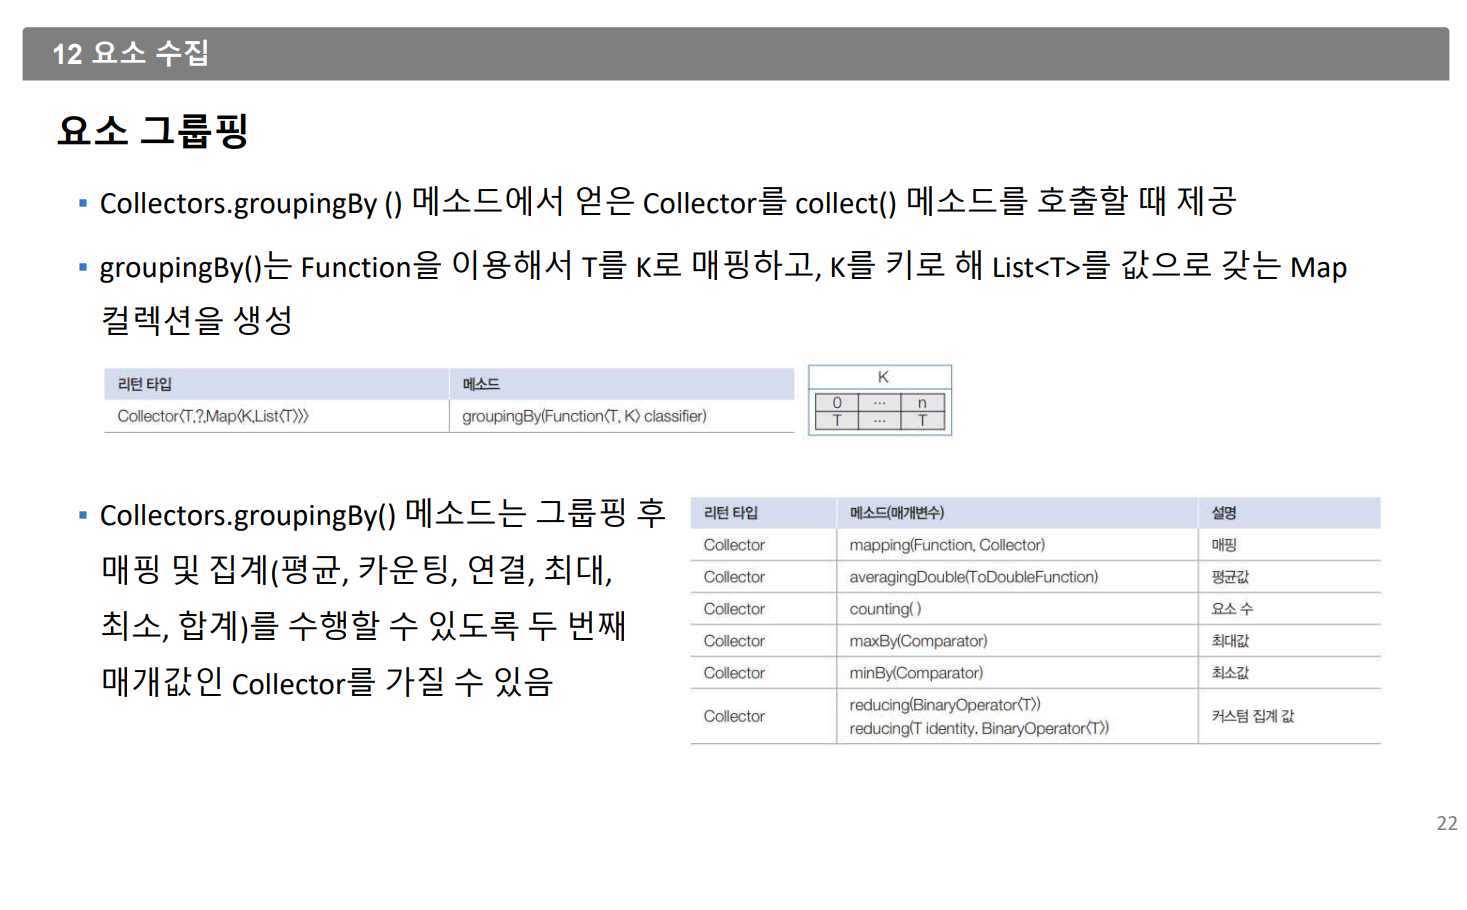 12 요소 수집
요소 그룹핑
▪ Collectors.groupingBy () 메소드에서 얻은 Collector를 collect() 메소드를 호출할 때 제공
▪ groupingBy()는 Function을 이용해서 T를 K로 매핑하고, K를 키로 해 List<T>를 값으로 갖는 Map
컬렉션을 생성
리턴 타입 메소드
Collector〈T,?,Map〈K,List〈T〉〉〉 groupingBy(Function〈T, K〉 classifier)
K
0 ··· n
T ··· T
▪ Collectors.groupingBy() 메소드는 그룹핑 후
매핑 및 집계(평균, 카운팅, 연결, 최대,
최소, 합계)를 수행할 수 있도록 두 번째
매개값인 Collector를 가질 수 있음
리턴 타입 메소드(매개변수) 설명
Collector mapping(Function, Collector) 매핑
Collector averagingDouble(ToDoubleFunction) 평균값
Collector counting( ) 요소 수
Collector maxBy(Comparator) 최대값
Collector minBy(Comparator) 최소값
Collector reducing(BinaryOperator〈T〉) 커스텀 집계 값
reducing(T identity, BinaryOperator〈T〉)
22